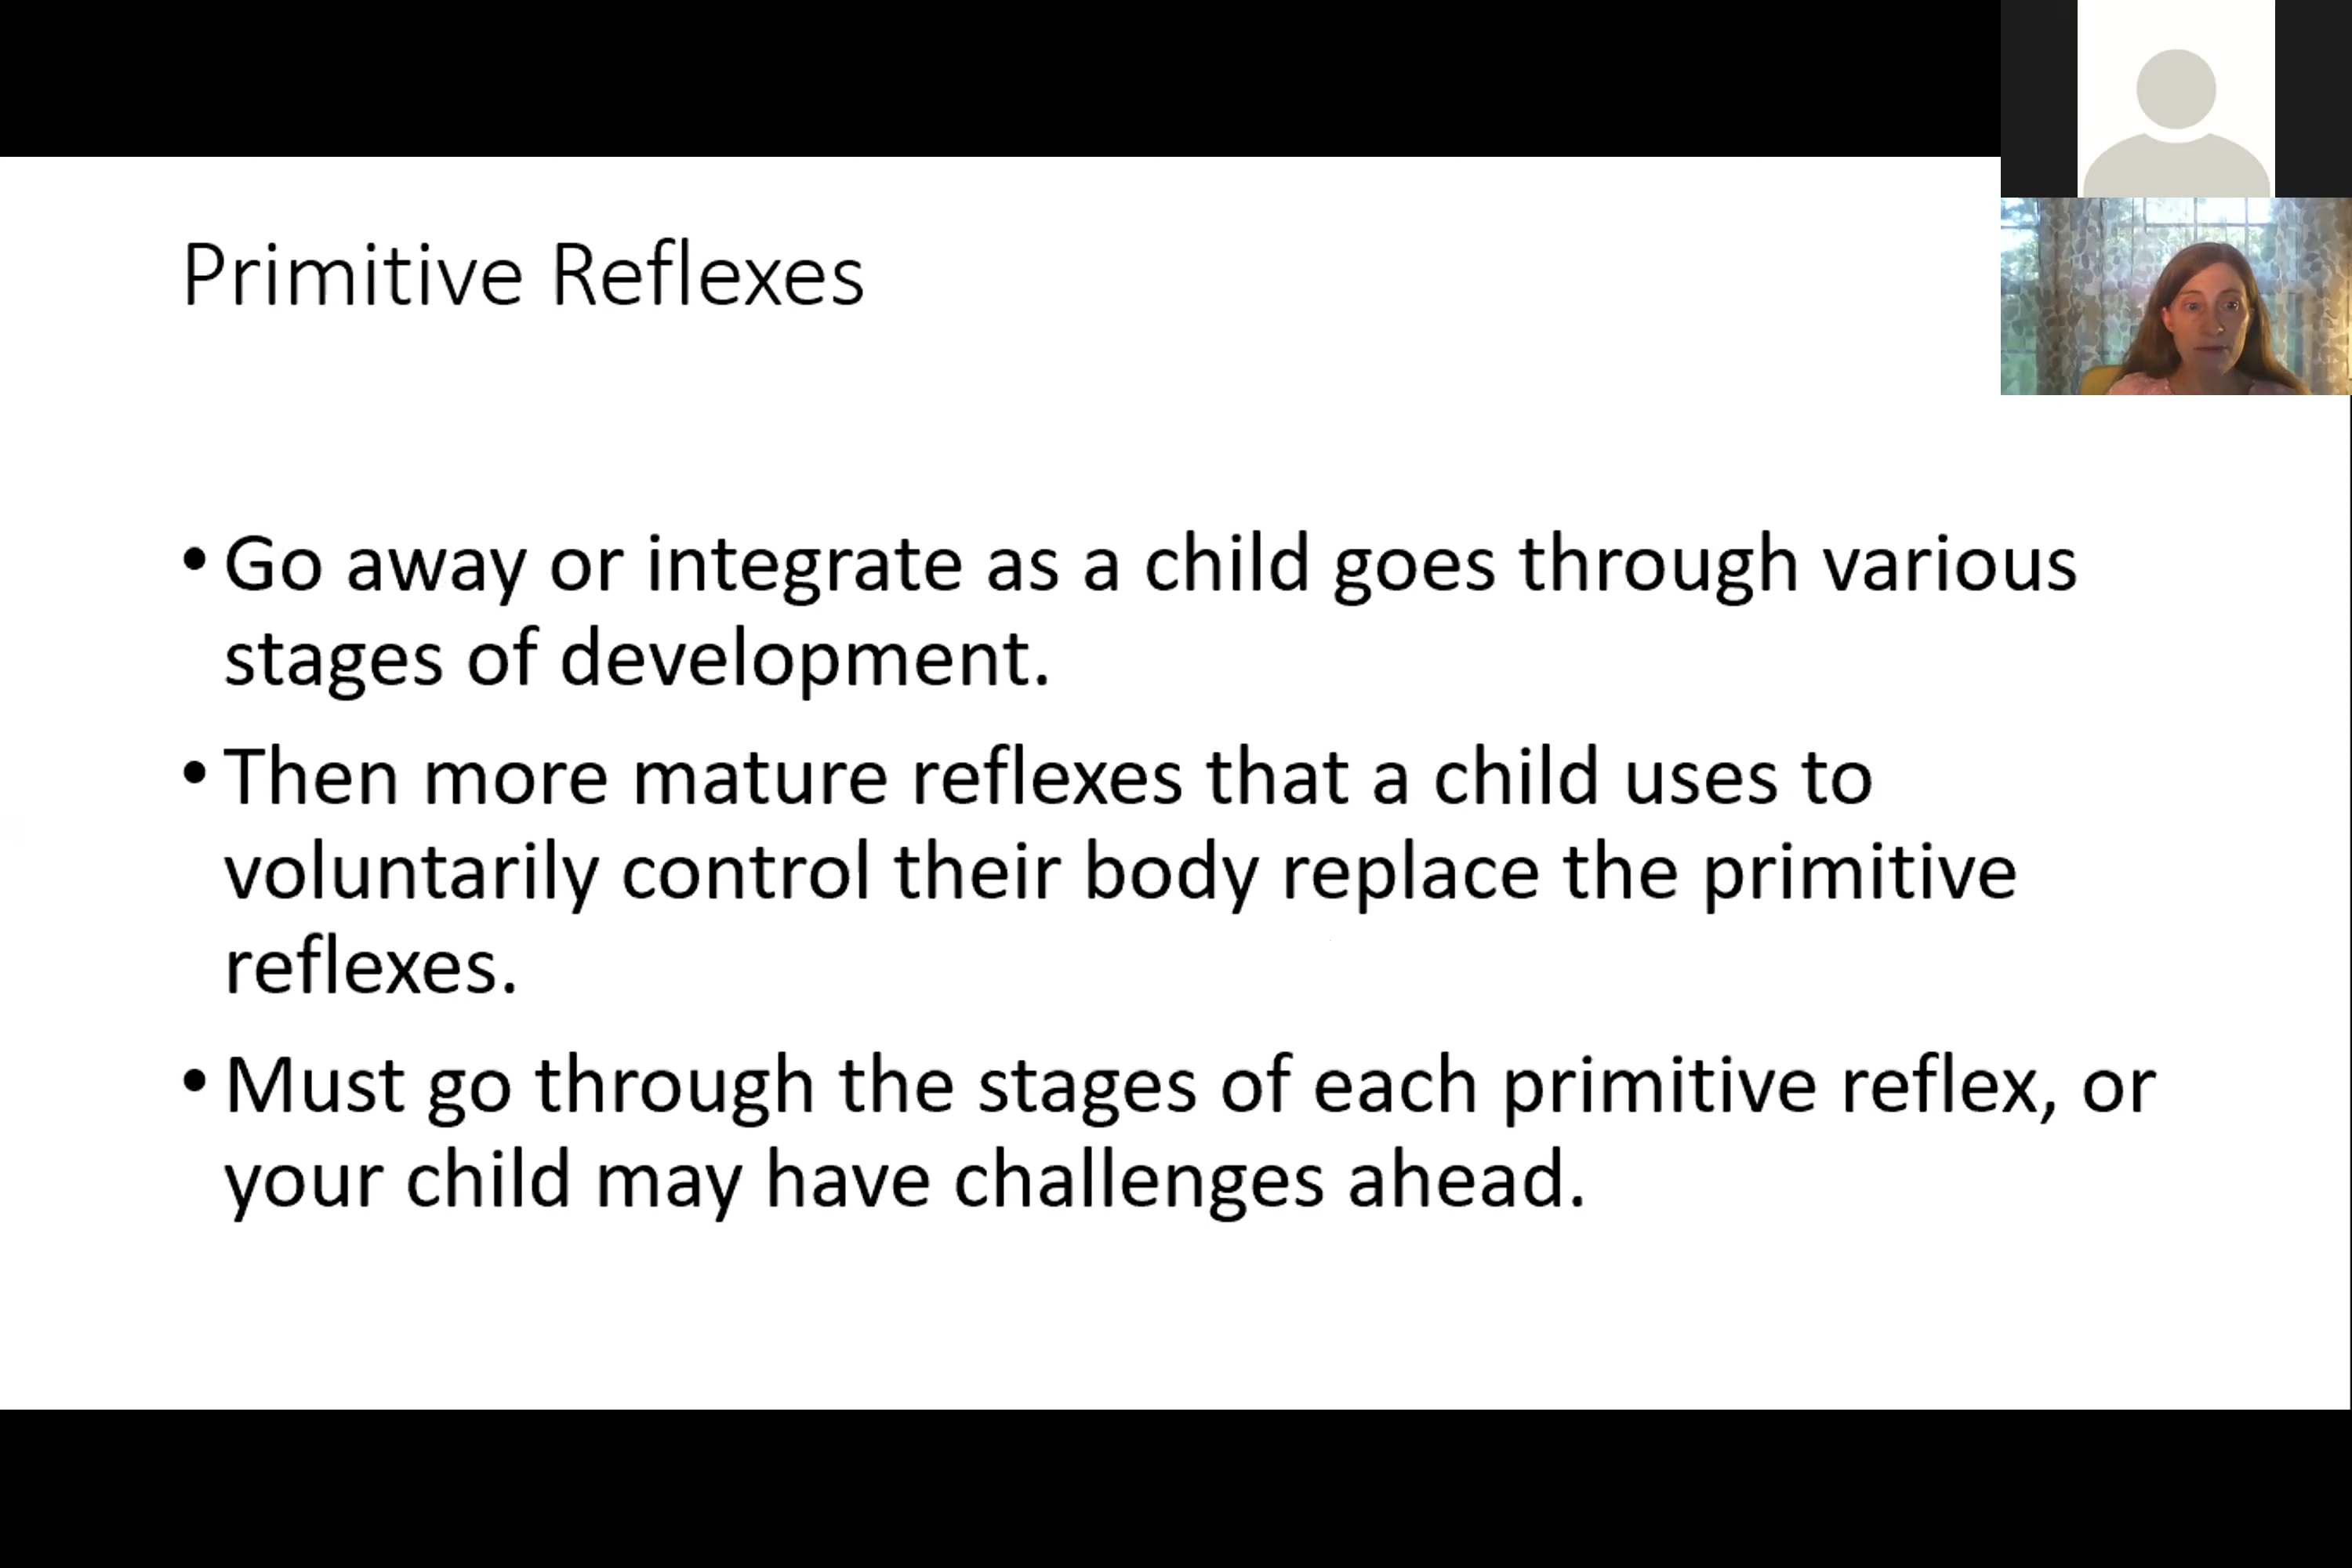 Primitive Reflexes
• Go away or integrate as a child goes through various
stages of development.
• Then more mature reflexes that a child uses to
voluntarily control their body replace the primitive
reflexes.
• Must go through the stages of each primitive reflex, or
your child may have challenges ahead.